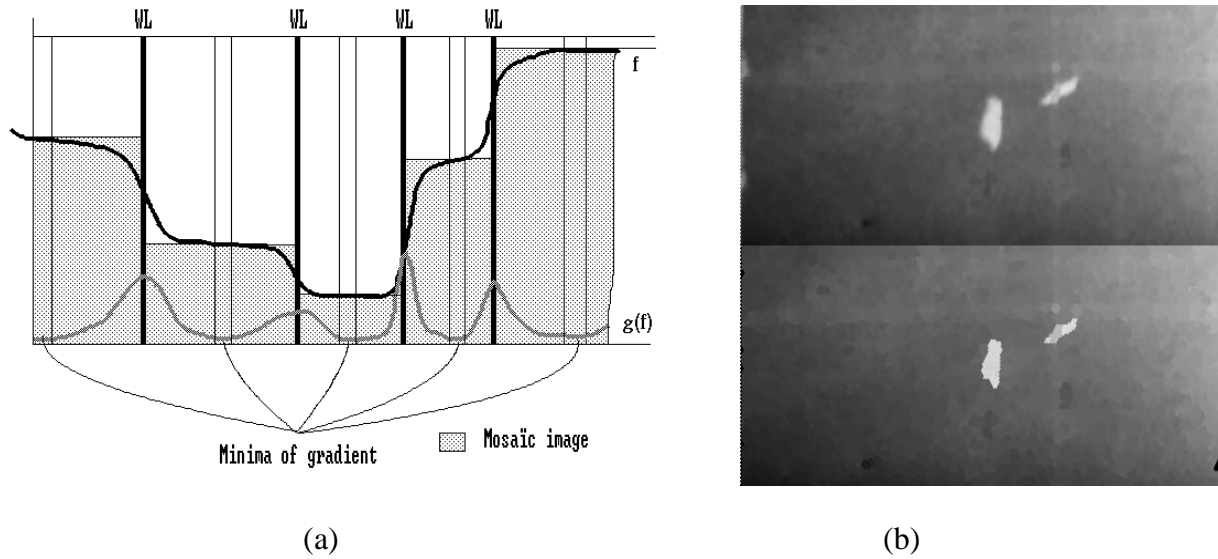 WL WL WL WL
f
g(f)
Minima of gradient
Mosaïc image
(a) (b)